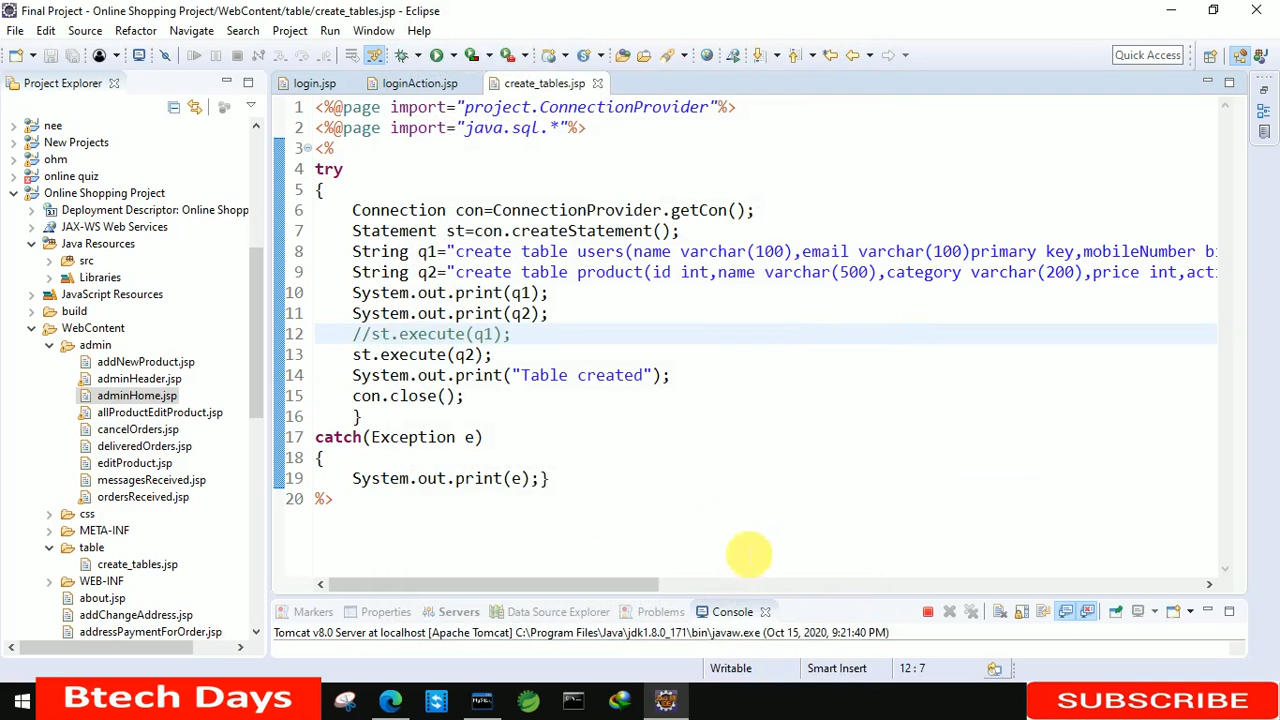 Final Project - Online Shopping Project/WebContent/table/create_tables.jsp - Eclipse
File Edit Source Refactor Navigate Search Project Run Window Help
Quick Access
Project Explorer
nee
New Projects
ohm
online quiz
Online Shopping Project
Deployment Descriptor: Online Shopp
JAX-WS Web Services
Java Resources
src
Libraries
JavaScript Resources
build
WebContent
admin
addNewProduct.jsp
adminHeader.jsp
adminHome.jsp
allProductEditProduct.jsp
cancelOrders.jsp
deliveredOrders.jsp
editProduct.jsp
messagesReceived.jsp
ordersReceived.jsp
css
META-INF
table
create_tables.jsp
WEB-INF
about.jsp
addChangeAddress.jsp
addressPaymentForOrder.jsp
login.jsp loginAction.jsp create_tables.jsp
1 <%@page import="project.ConnectionProvider"%>
2 <%@page import="java.sql.*"%>
3 <%
4 try
5 {
6 Connection con=ConnectionProvider.getCon();
7 Statement st=con.createStatement();
8 String q1="create table users(name varchar(100),email varchar(100)primary key,mobileNumber bi
9 String q2="create table product(id int,name varchar(500),category varchar(200),price int,acti
10 System.out.print(q1);
11 System.out.print(q2);
12 //st.execute(q1);
13 st.execute(q2);
14 System.out.print("Table created");
15 con.close();
16 }
17 catch(Exception e)
18 {
19 System.out.print(e);}
20 %>
Markers Properties Servers Data Source Explorer Problems Console
Tomcat v8.0 Server at localhost [Apache Tomcat] C:\Program Files\Java\jdk1.8.0_171\bin\javaw.exe (Oct 15, 2020, 9:21:40 PM)
Writable Smart Insert 12 : 7
Btech Days
SUBSCRIBE